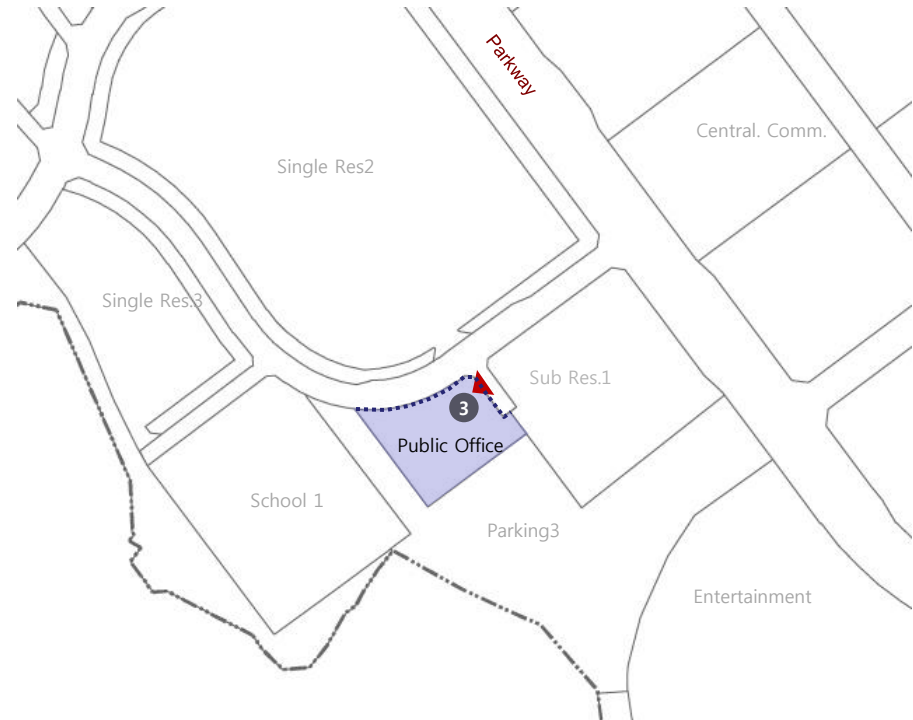 Parkway
Central. Comm.
Single Res2
Single Res.3
Sub Res.1
3
Public Office
School 1
Parking3
Entertainment